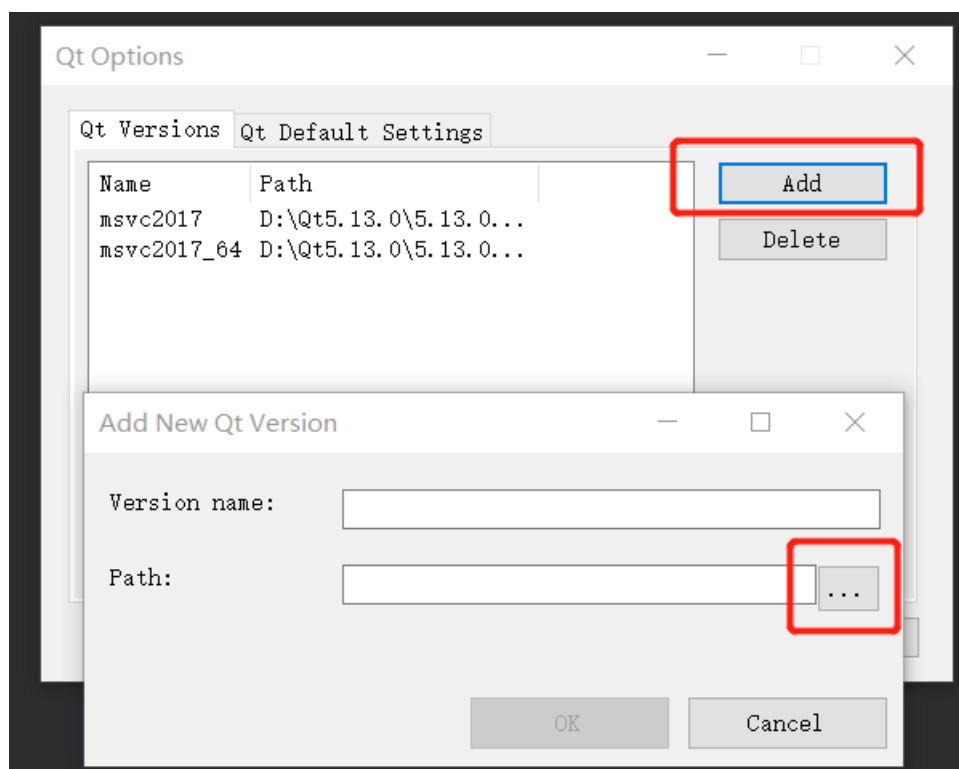 Qt Options
Qt Versions Qt Default Settings
Name Path
Add
msvc2017 D:\Qt5.13.0\5.13.0...
msvc2017_64 D:\Qt5.13.0\5.13.0...
Delete
Add New Qt Version
Version name:
Path:
...
OK Cancel